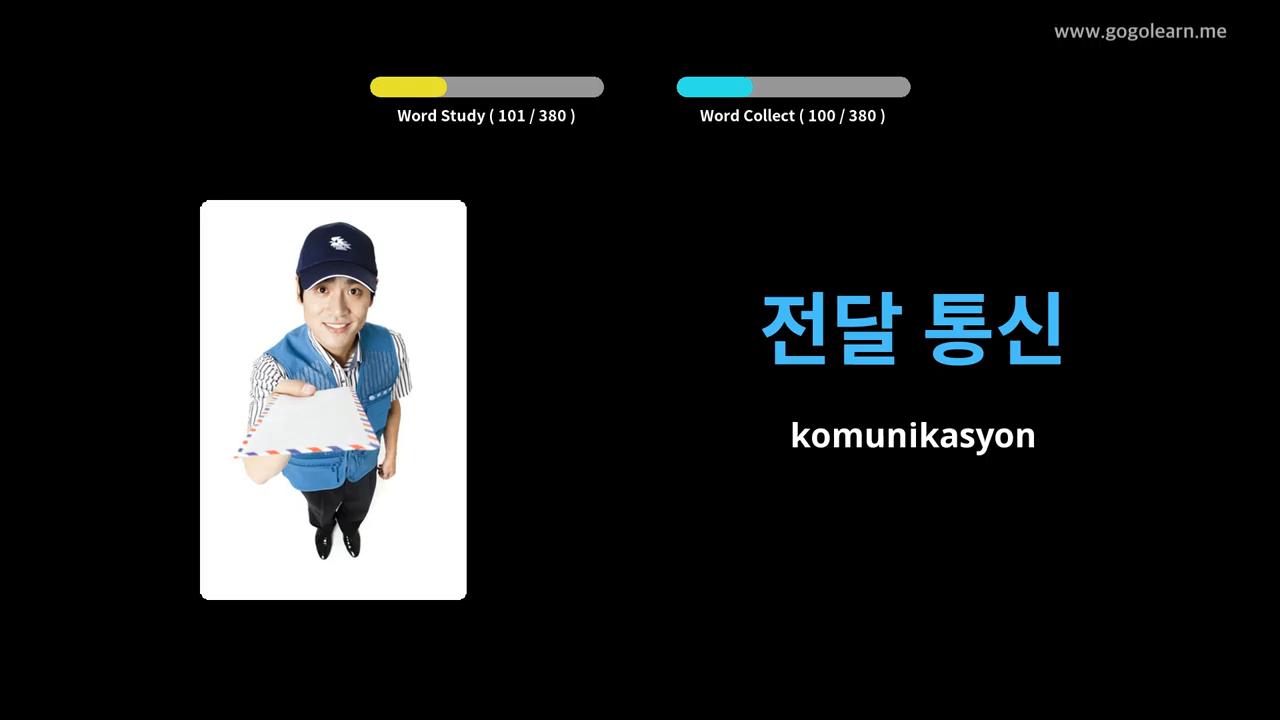 www.gogolearn.me
Word Study ( 101 / 380 )
Word Collect ( 100 / 380 )
전달 통신
komunikasyon